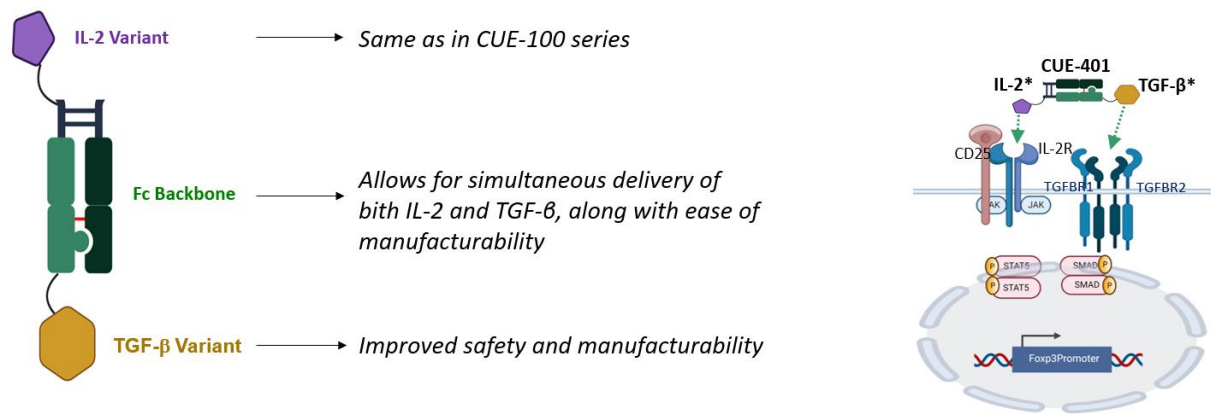 IL-2 Variant
Same as in CUE-100 series
Fc Backbone
Allows for simultaneous delivery of
bith IL-2 and TGF-β, along with ease of
manufacturability
TGF-β Variant
Improved safety and manufacturability
CUE-401
IL-2*
TGF-β*
CD25
IL-2R
TGFBR1
TGFBR2
JAK
JAK
P
STAT5
P
STAT5
SMAD
P
SMAD
P
Foxp3Promoter